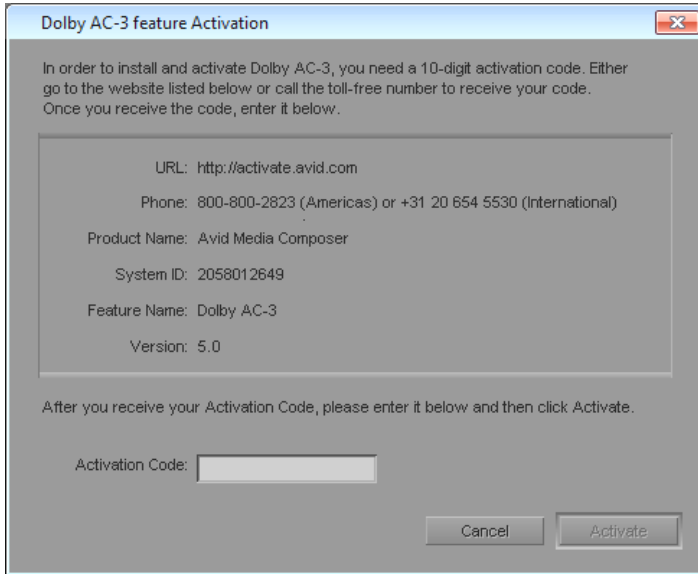 Dolby AC-3 feature Activation
In order to install and activate Dolby AC-3, you need a 10-digit activation code. Either
go to the website listed below or call the toll-free number to receive your code.
Once you receive the code, enter it below.
URL: http://activate.avid.com
Phone: 800-800-2823 (Americas) or +31 20 654 5530 (International)
Product Name: Avid Media Composer
System ID: 2058012649
Feature Name: Dolby AC-3
Version: 5.0
After you receive your Activation Code, please enter it below and then click Activate.
Activation Code:
Cancel Activate